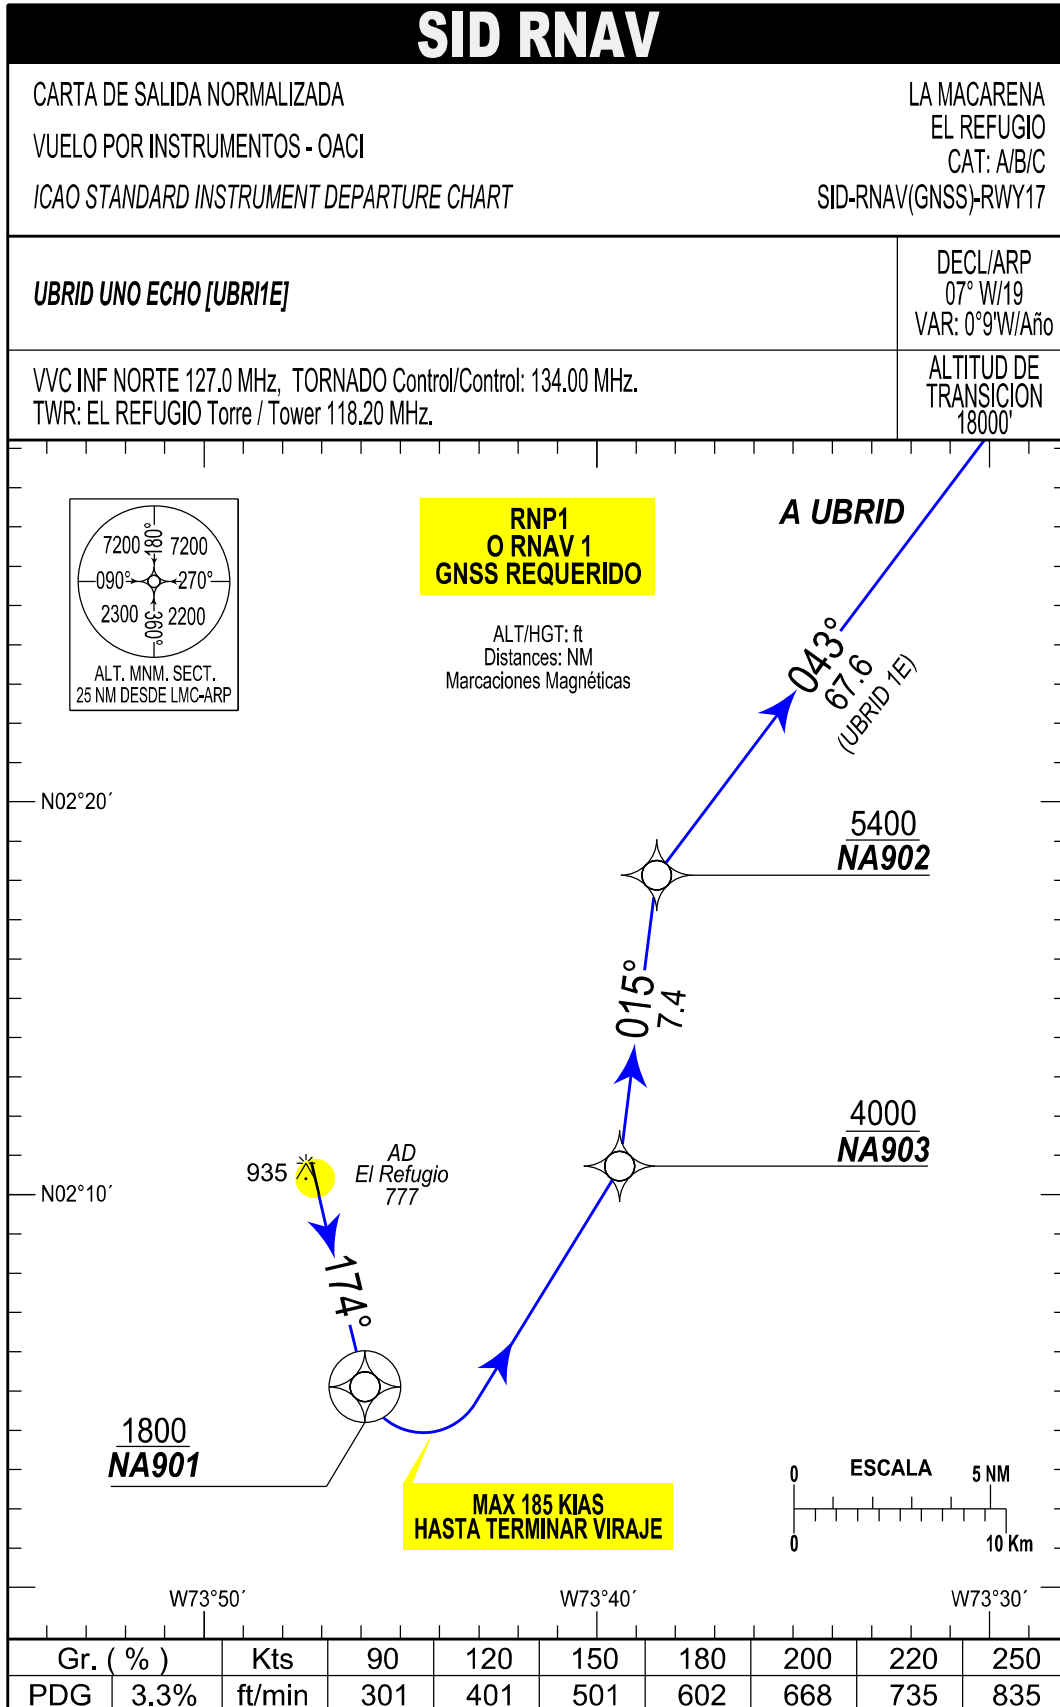 SID RNAV
CARTA DE SALIDA NORMALIZADA
VUELO POR INSTRUMENTOS - OACI
ICAO STANDARD INSTRUMENT DEPARTURE CHART
LA MACARENA
EL REFUGIO
CAT: A/B/C
SID-RNAV(GNSS)-RWY17
UBRID UNO ECHO [UBRI1E]
DECL/ARP
07° W/19
VAR: 0°9'W/Año
VVC INF NORTE 127.0 MHz, TORNADO Control/Control: 134.00 MHz.
TWR: EL REFUGIO Torre / Tower 118.20 MHz.
ALTITUD DE
TRANSICION
18000'
7200 180° 7200
090° 270°
2300 360° 2200
ALT. MNM. SECT.
25 NM DESDE LMC-ARP
RNP1
O RNAV 1
GNSS REQUERIDO
ALT/HGT: ft
Distances: NM
Marcaciones Magnéticas
A UBRID
043°
67.6
(UBRID 1E)
N02°20´
5400
NA902
015°
7.4
4000
NA903
935
AD
El Refugio
777
N02°10´
174°
1800
NA901
MAX 185 KIAS
HASTA TERMINAR VIRAJE
0 ESCALA 5 NM
0 10 Km
W73°50´ W73°40´ W73°30´
Gr. ( % ) Kts 90 120 150 180 200 220 250
PDG 3.3% ft/min 301 401 501 602 668 735 835